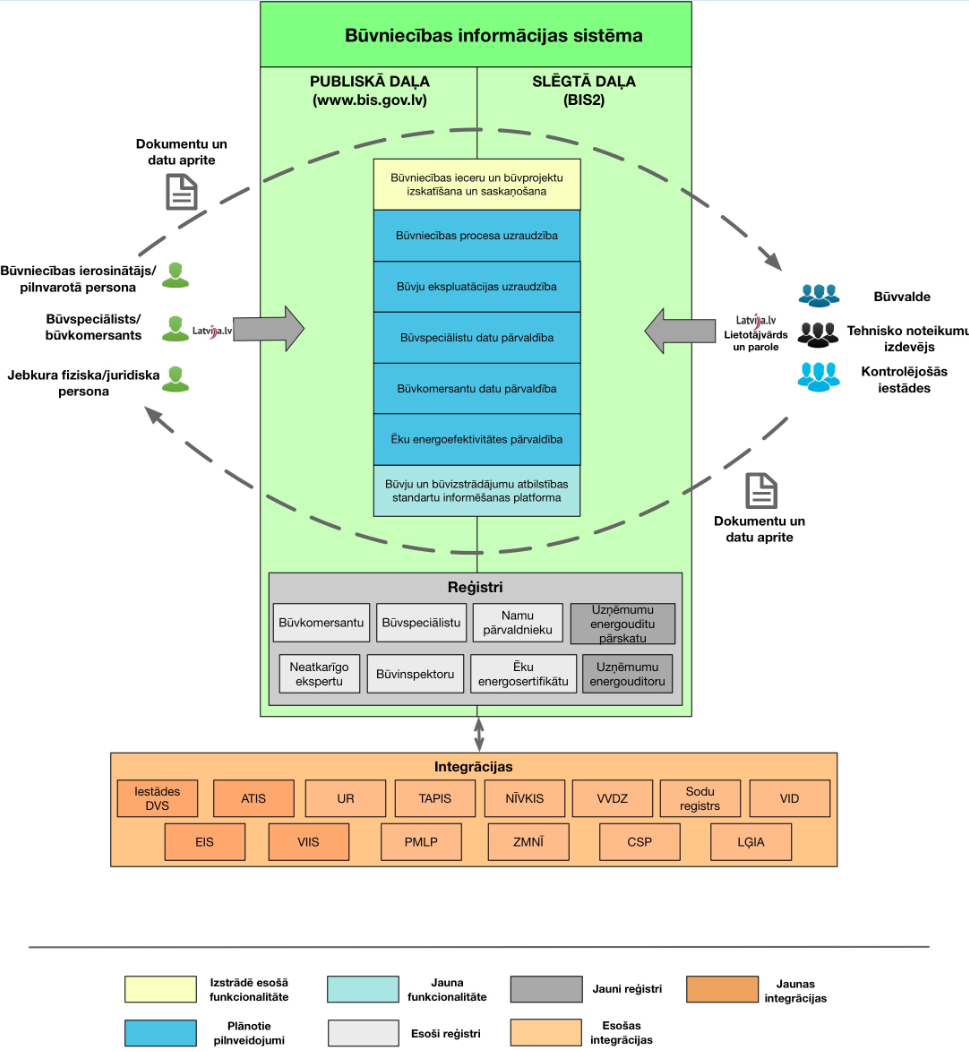 Būvniecības informācijas sistēma
PUBLISKĀ DAĻA
(www.bis.gov.lv)
SLĒGTĀ DAĻA
(BIS2)
Dokumentu un
datu aprite
Būvniecības ieceru un būvprojektu
izskatīšana un saskaņošana
Būvniecības procesa uzraudzība
Būvju ekspluatācijas uzraudzība
Būvspeciālistu datu pārvaldība
Būvkomersantu datu pārvaldība
Ēku energoefektivitātes pārvaldība
Būvju un būvizstrādājumu atbilstības
standartu informēšanas platforma
Būvniecības ierosinātājs/
pilnvarotā persona
Būvspeciālists/
būvkomersants
Latvija.lv
Jebkura fiziska/juridiska
persona
Latvija.lv
Lietotājvārds
un parole
Būvvalde
Tehnisko noteikumu
izdevējs
Kontrolējošās
iestādes
Dokumentu un
datu aprite
Reģistri
Būvkomersantu
Būvspeciālistu
Namu
pārvaldnieku
Uzņēmumu
energoudītu
pārskatu
Neatkarīgo
ekspertu
Būvinspektoru
Ēku
energosertifikātu
Uzņēmumu
energouditoru
Integrācijas
Iestādes
DVS
ATIS
UR
TAPIS
NĪVKIS
VVDZ
Sodu
registrs
VID
EIS
VIIS
PMLP
ZMNĪ
CSP
LĢIA
Izstrādē esošā
funkcionalitāte
Jauna
funkcionalitāte
Jauni reģistri
Jaunas
integrācijas
Plānotie
pilnveidojumi
Esoši reģistri
Esošas
integrācijas